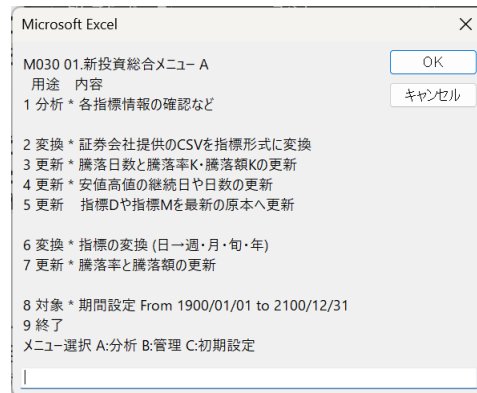 Microsoft Excel
M030 01.新投資総合メニュー A
用途 内容
1 分析 * 各指標情報の確認など
2 変換 * 証券会社提供のCSVを指標形式に変換
3 更新 * 騰落日数と騰落率K・騰落額Kの更新
4 更新 * 安値高値の継続日や日数の更新
5 更新 指標Dや指標Mを最新の原本へ更新
6 変換 * 指標の変換 (日→週・月・旬・年)
7 更新 * 騰落率と騰落額の更新
8 対象 * 期間設定 From 1900/01/01 to 2100/12/31
9 終了
メニュー選択 A:分析 B:管理 C:初期設定
OK
キャンセル